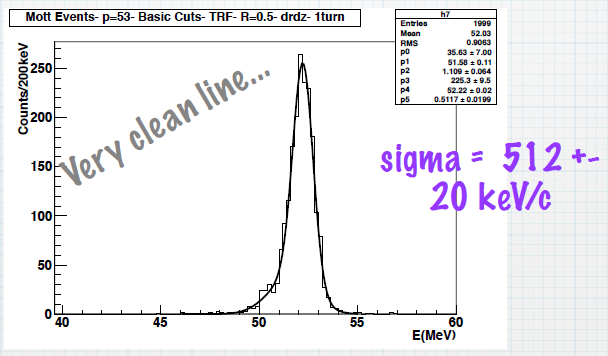 Mott Events- p=53- Basic Cuts- TRF- R=0.5- drdz- 1turn
h7
Entries 1999
Mean 52.03
RMS 0.9063
p0 35.63 ± 7.00
p1 51.58 ± 0.11
p2 1.109 ± 0.064
p3 225.3 ± 9.5
p4 52.22 ± 0.02
p5 0.5117 ± 0.0199
Counts/200keV
250
200
150
100
50
0
Very clean line...
sigma = 512 +-
20 keV/c
40 45 50 55 60
E(MeV)